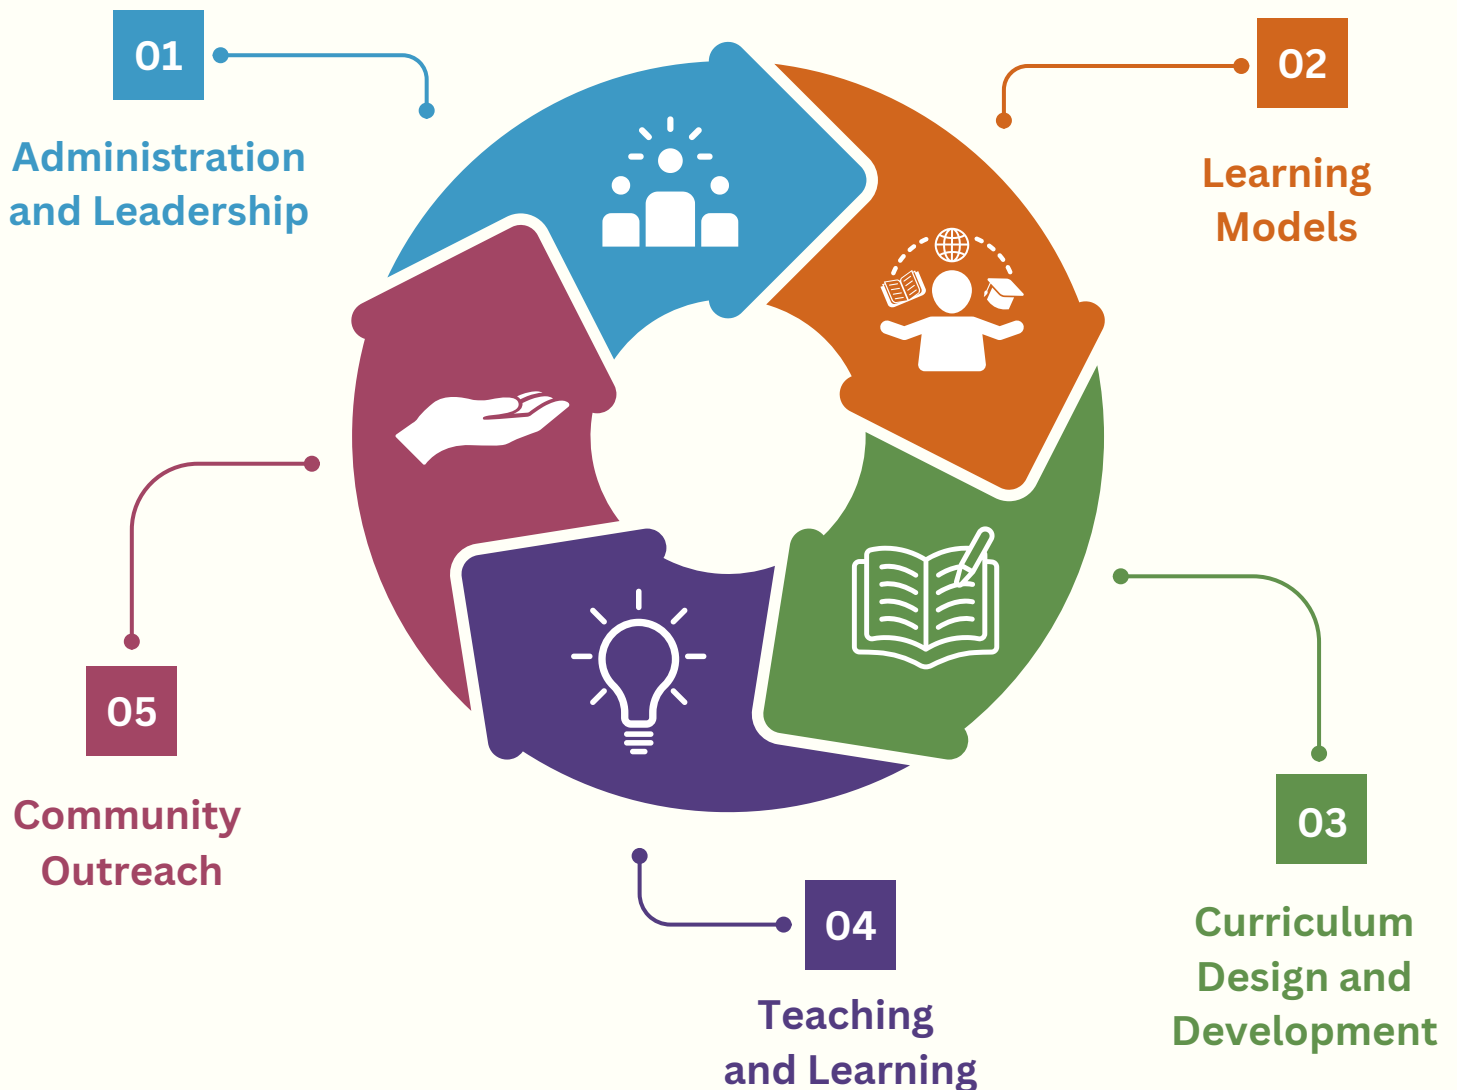 01
Administration
and Leadership
02
Learning
Models
03
Curriculum
Design and
Development
04
Teaching
and Learning
05
Community
Outreach